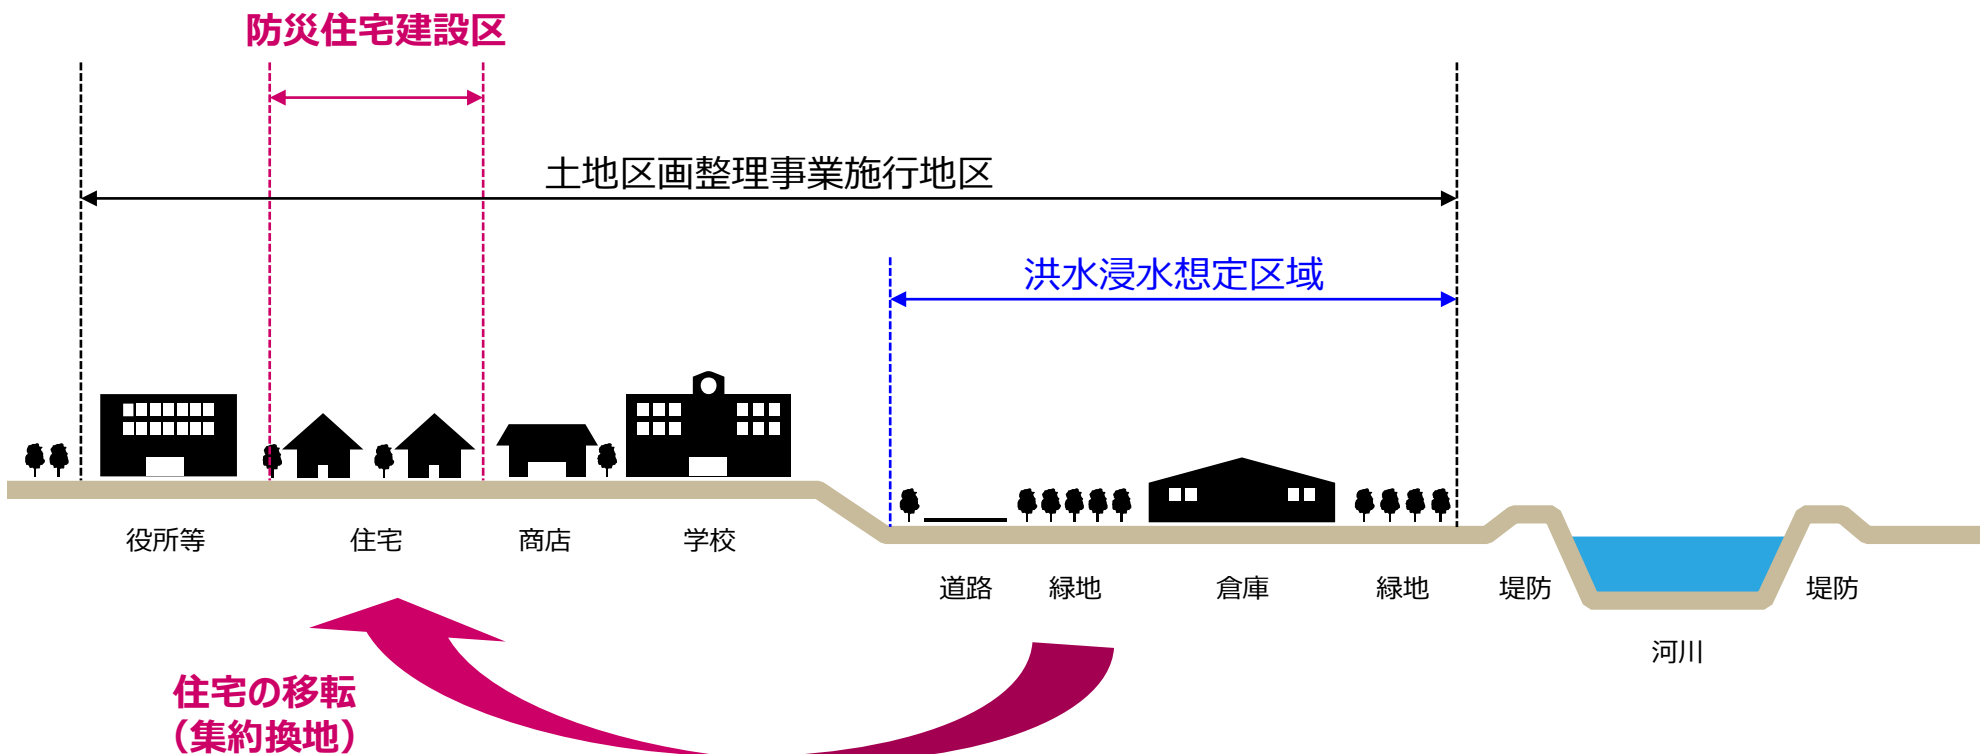 防災住宅建設区
土地区画整理事業施行地区
洪水浸水想定区域
役所等
住宅
商店
学校
道路
緑地
倉庫
緑地
堤防
堤防
河川
住宅の移転
（集約換地）